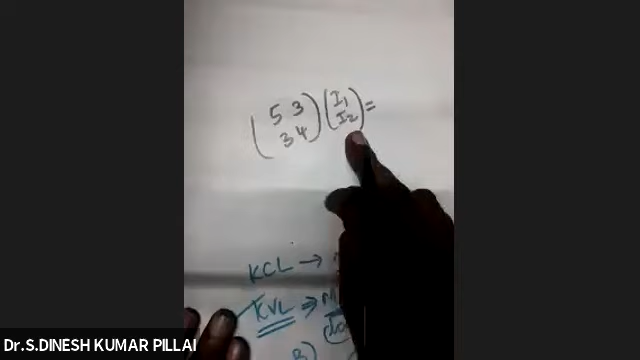 ( 5 3 ) ( I1 ) =
( 3 4 ) ( I2 )
KCL →
KVL ⇒ M
B)
Dr.S.DINESH KUMAR PILLAI